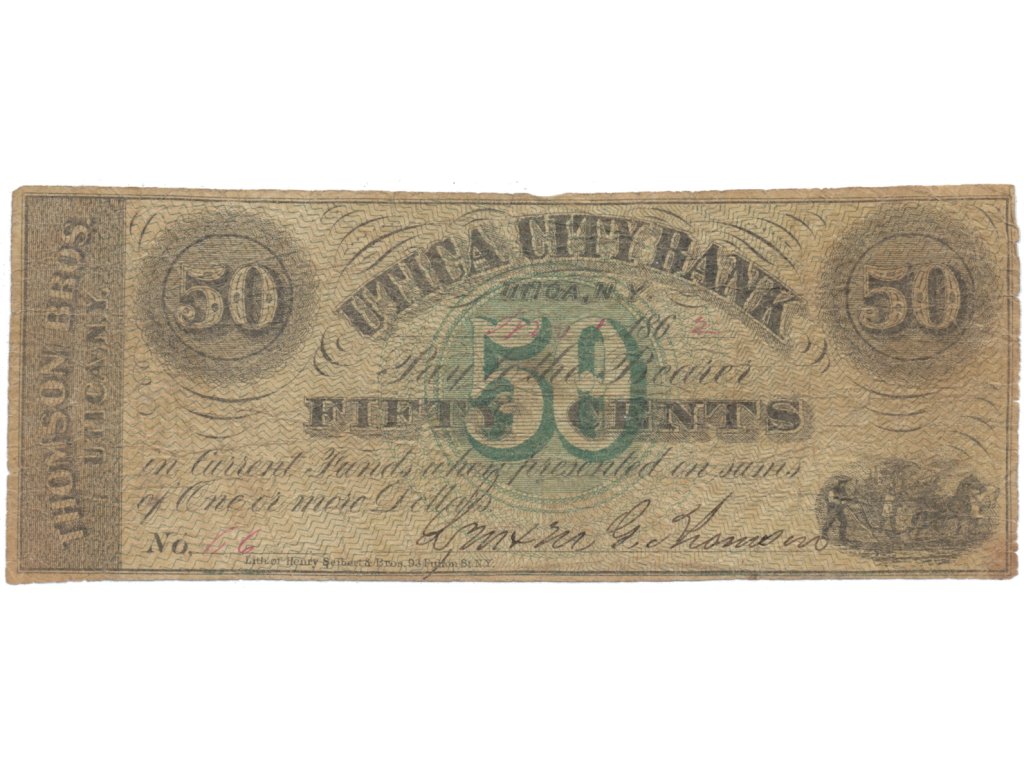 50
UTICA CITY BANK
50
UTICA, N.Y.
186
Pay to the Bearer
50
FIFTY CENTS
in Current Funds when presented in sums
of One or more Dollars
No.
G. Thomson
Lith. of Henry Seibert & Bros. 93 Fulton St. N.Y.
THOMSON BROS.
UTICA, N.Y.